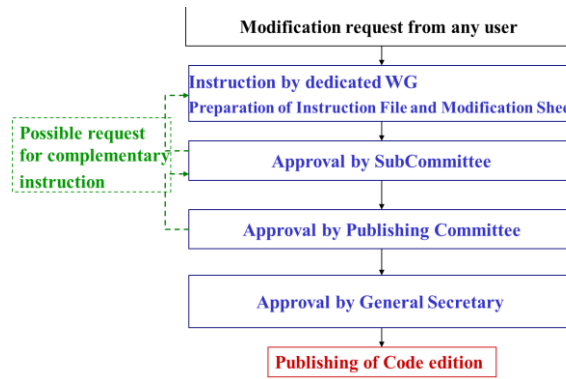 Modification request from any user
Instruction by dedicated WG
Preparation of Instruction File and Modification Shee
Possible request
for complementary
instruction
Approval by SubCommittee
Approval by Publishing Committee
Approval by General Secretary
Publishing of Code edition